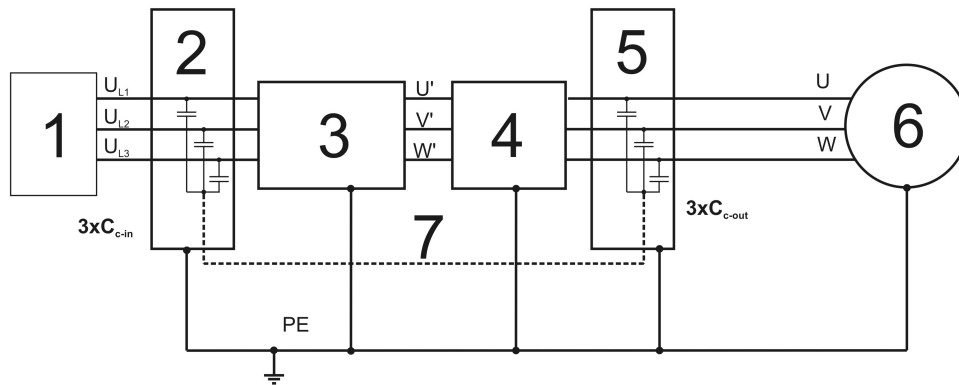 1
U_L1
U_L2
U_L3
2
3xC_c-in
3
U'
V'
W'
4
5
3xC_c-out
U
V
W
6
7
PE